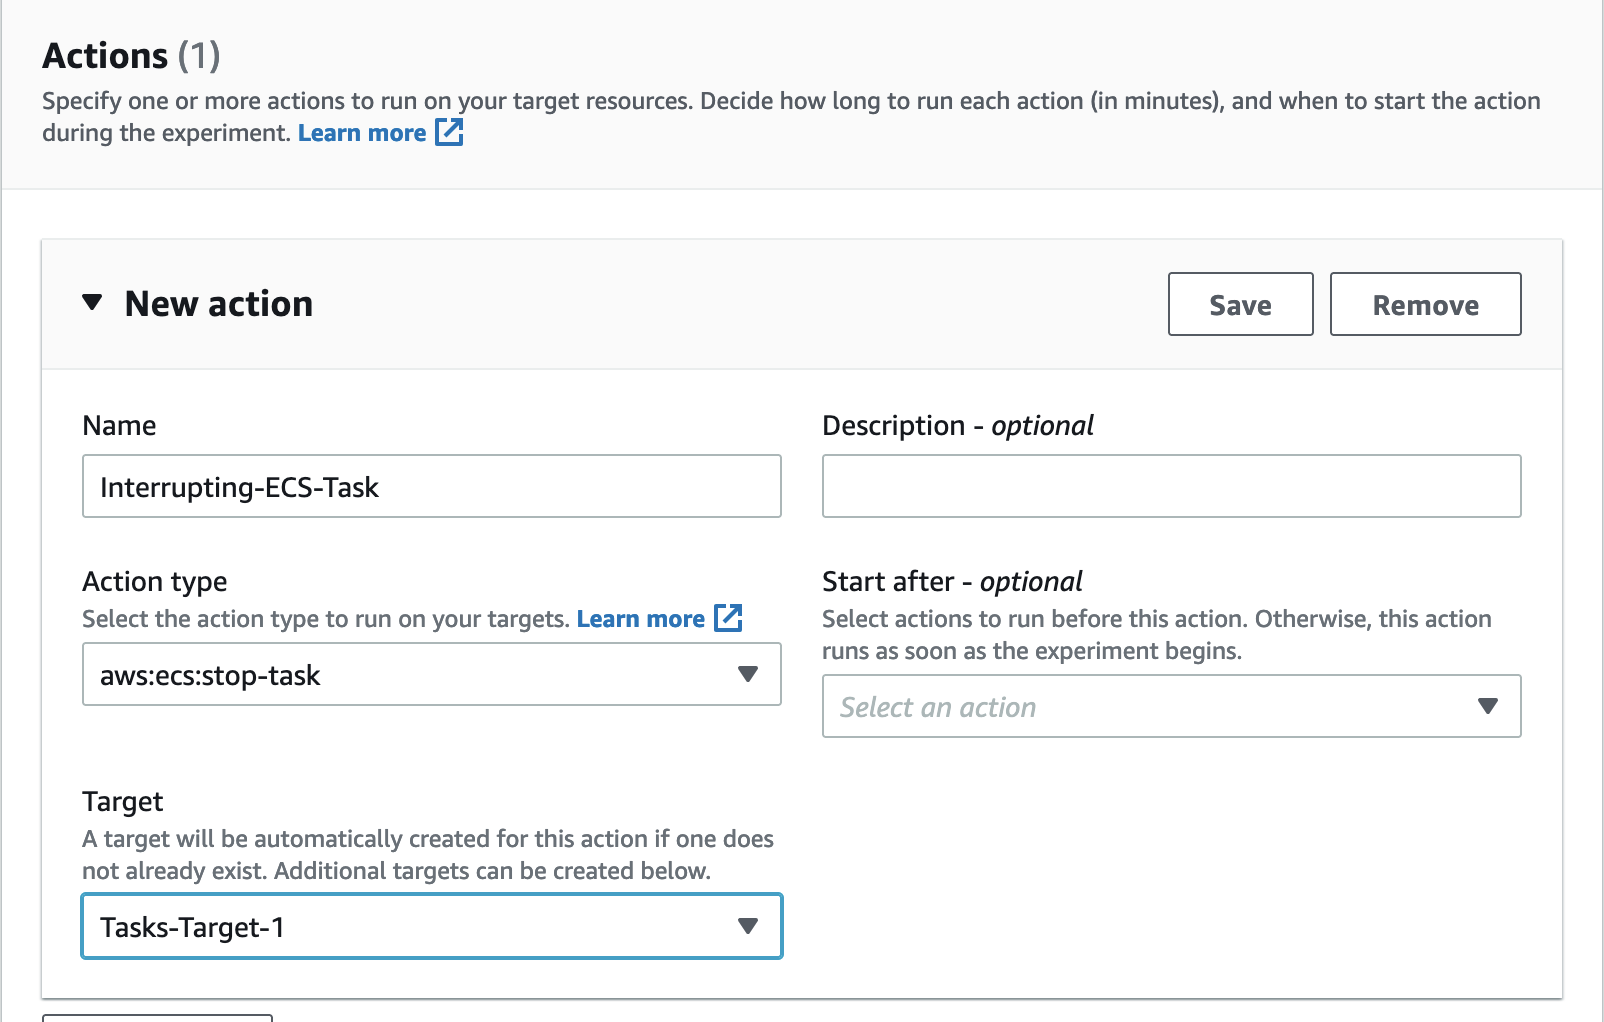 Actions (1)
Specify one or more actions to run on your target resources. Decide how long to run each action (in minutes), and when to start the action
during the experiment. Learn more
New action
Save
Remove
Name
Interrupting-ECS-Task
Description - optional
Action type
Select the action type to run on your targets. Learn more
aws:ecs:stop-task
Start after - optional
Select actions to run before this action. Otherwise, this action
runs as soon as the experiment begins.
Select an action
Target
A target will be automatically created for this action if one does
not already exist. Additional targets can be created below.
Tasks-Target-1